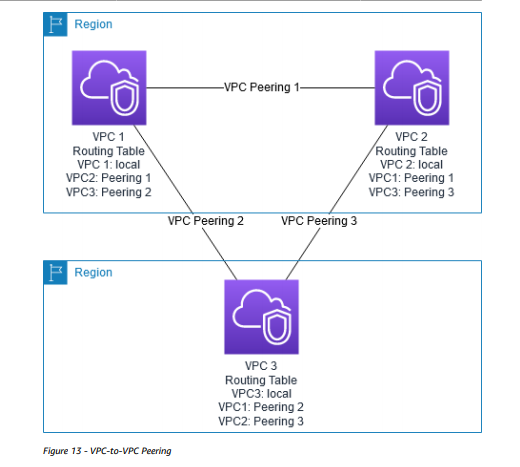 Region
VPC Peering 1
VPC 1
Routing Table
VPC 1: local
VPC2: Peering 1
VPC3: Peering 2
VPC 2
Routing Table
VPC 2: local
VPC1: Peering 1
VPC3: Peering 3
VPC Peering 2
VPC Peering 3
Region
VPC 3
Routing Table
VPC3: local
VPC1: Peering 2
VPC2: Peering 3
Figure 13 - VPC-to-VPC Peering